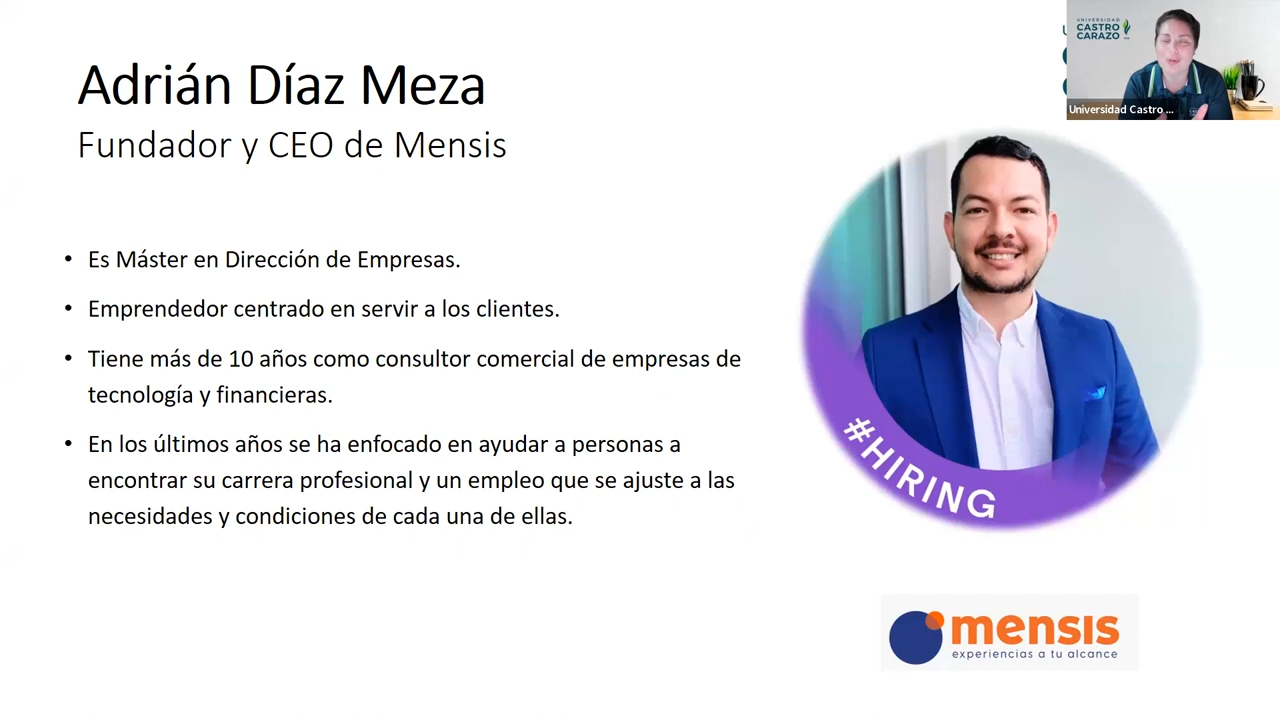 Adrián Díaz Meza
Fundador y CEO de Mensis
• Es Máster en Dirección de Empresas.
• Emprendedor centrado en servir a los clientes.
• Tiene más de 10 años como consultor comercial de empresas de
tecnología y financieras.
• En los últimos años se ha enfocado en ayudar a personas a
encontrar su carrera profesional y un empleo que se ajuste a las
necesidades y condiciones de cada una de ellas.
UNIVERSIDAD
CASTRO
CARAZO
Universidad Castro ...
#HIRING
mensis
experiencias a tu alcance